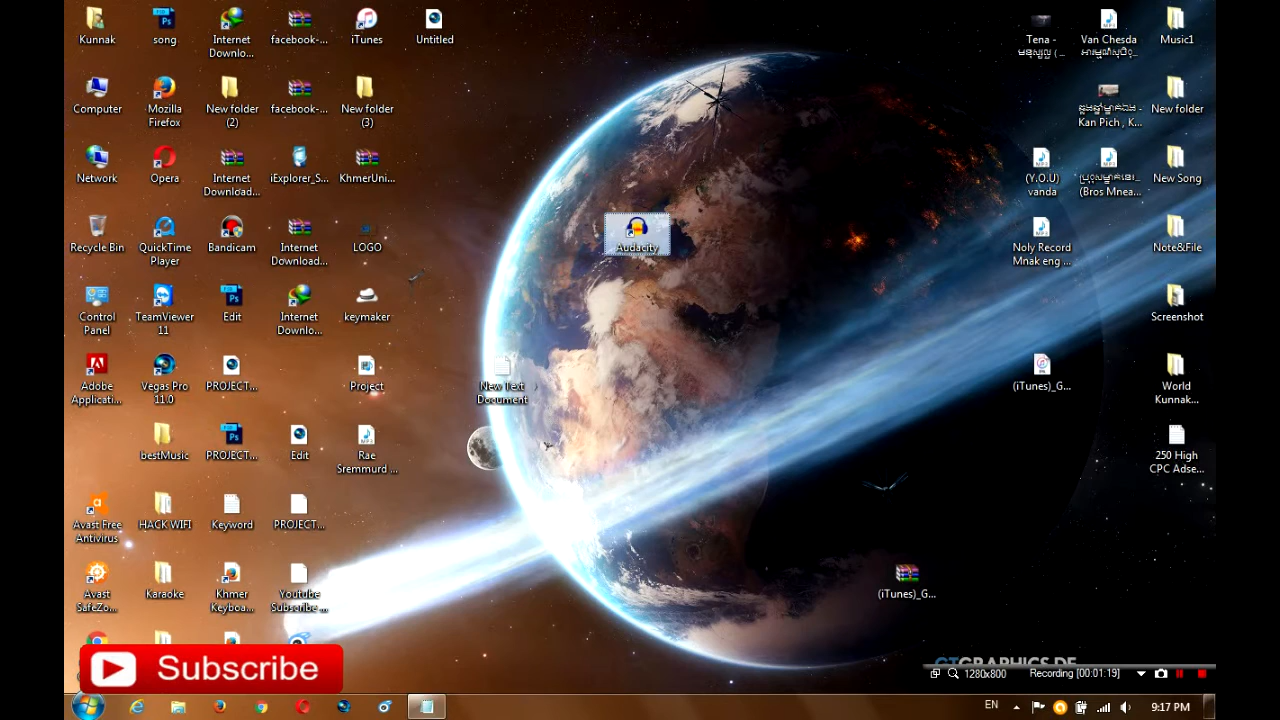 Kunnak
song
Internet
Downlo...
facebook-...
iTunes
Untitled
Tena -
Van Chesda
Music1
Computer
Mozilla
Firefox
New folder
(2)
facebook-...
New folder
(3)
Kan Pich , K...
New folder
Network
Opera
Internet
Download...
iExplorer_S...
KhmerUni...
(Y.O.U)
vanda
(Bros Mnea...
New Song
Recycle Bin
QuickTime
Player
Bandicam
Internet
Download...
LOGO
Audacity
Noly Record
Mnak eng ...
Note&File
Control
Panel
TeamViewer
11
Edit
Internet
Downlo...
keymaker
Screenshot
Adobe
Applicati...
Vegas Pro
11.0
PROJECT...
Project
New Text
Document
(iTunes)_G...
World
Kunnak...
bestMusic
PROJECT...
Edit
Rae
Sremmurd ...
250 High
CPC Adse...
Avast Free
Antivirus
HACK WIFI
Keyword
PROJECT...
Avast
SafeZo...
Karaoke
Khmer
Keyboa...
Youtube
Subscribe ...
(iTunes)_G...
Subscribe
1280x800
Recording [00:01:19]
EN
9:17 PM